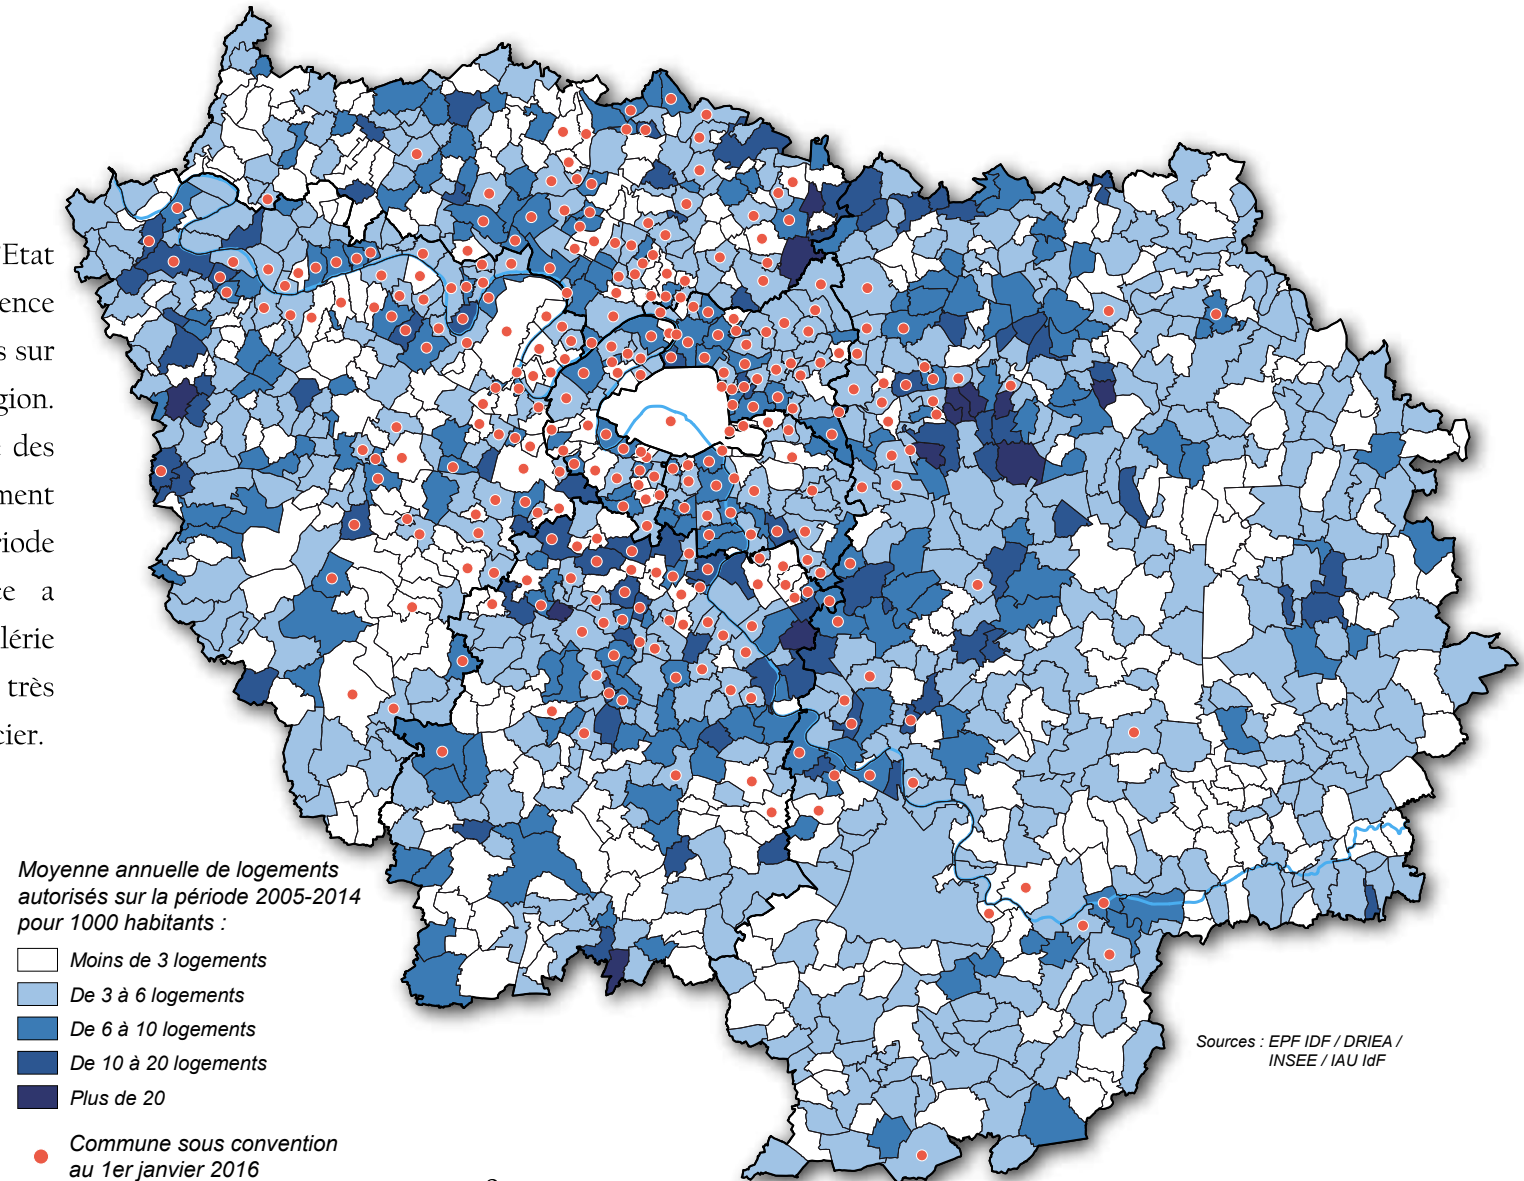 'Etat
ence
s sur
gion.
e des
ment
riode
ce a
lérie
très
cier.
Moyenne annuelle de logements
autorisés sur la période 2005-2014
pour 1000 habitants :
Moins de 3 logements
De 3 à 6 logements
De 6 à 10 logements
De 10 à 20 logements
Plus de 20
Commune sous convention
au 1er janvier 2016
Sources : EPF IDF / DRIEA /
INSEE / IAU IdF